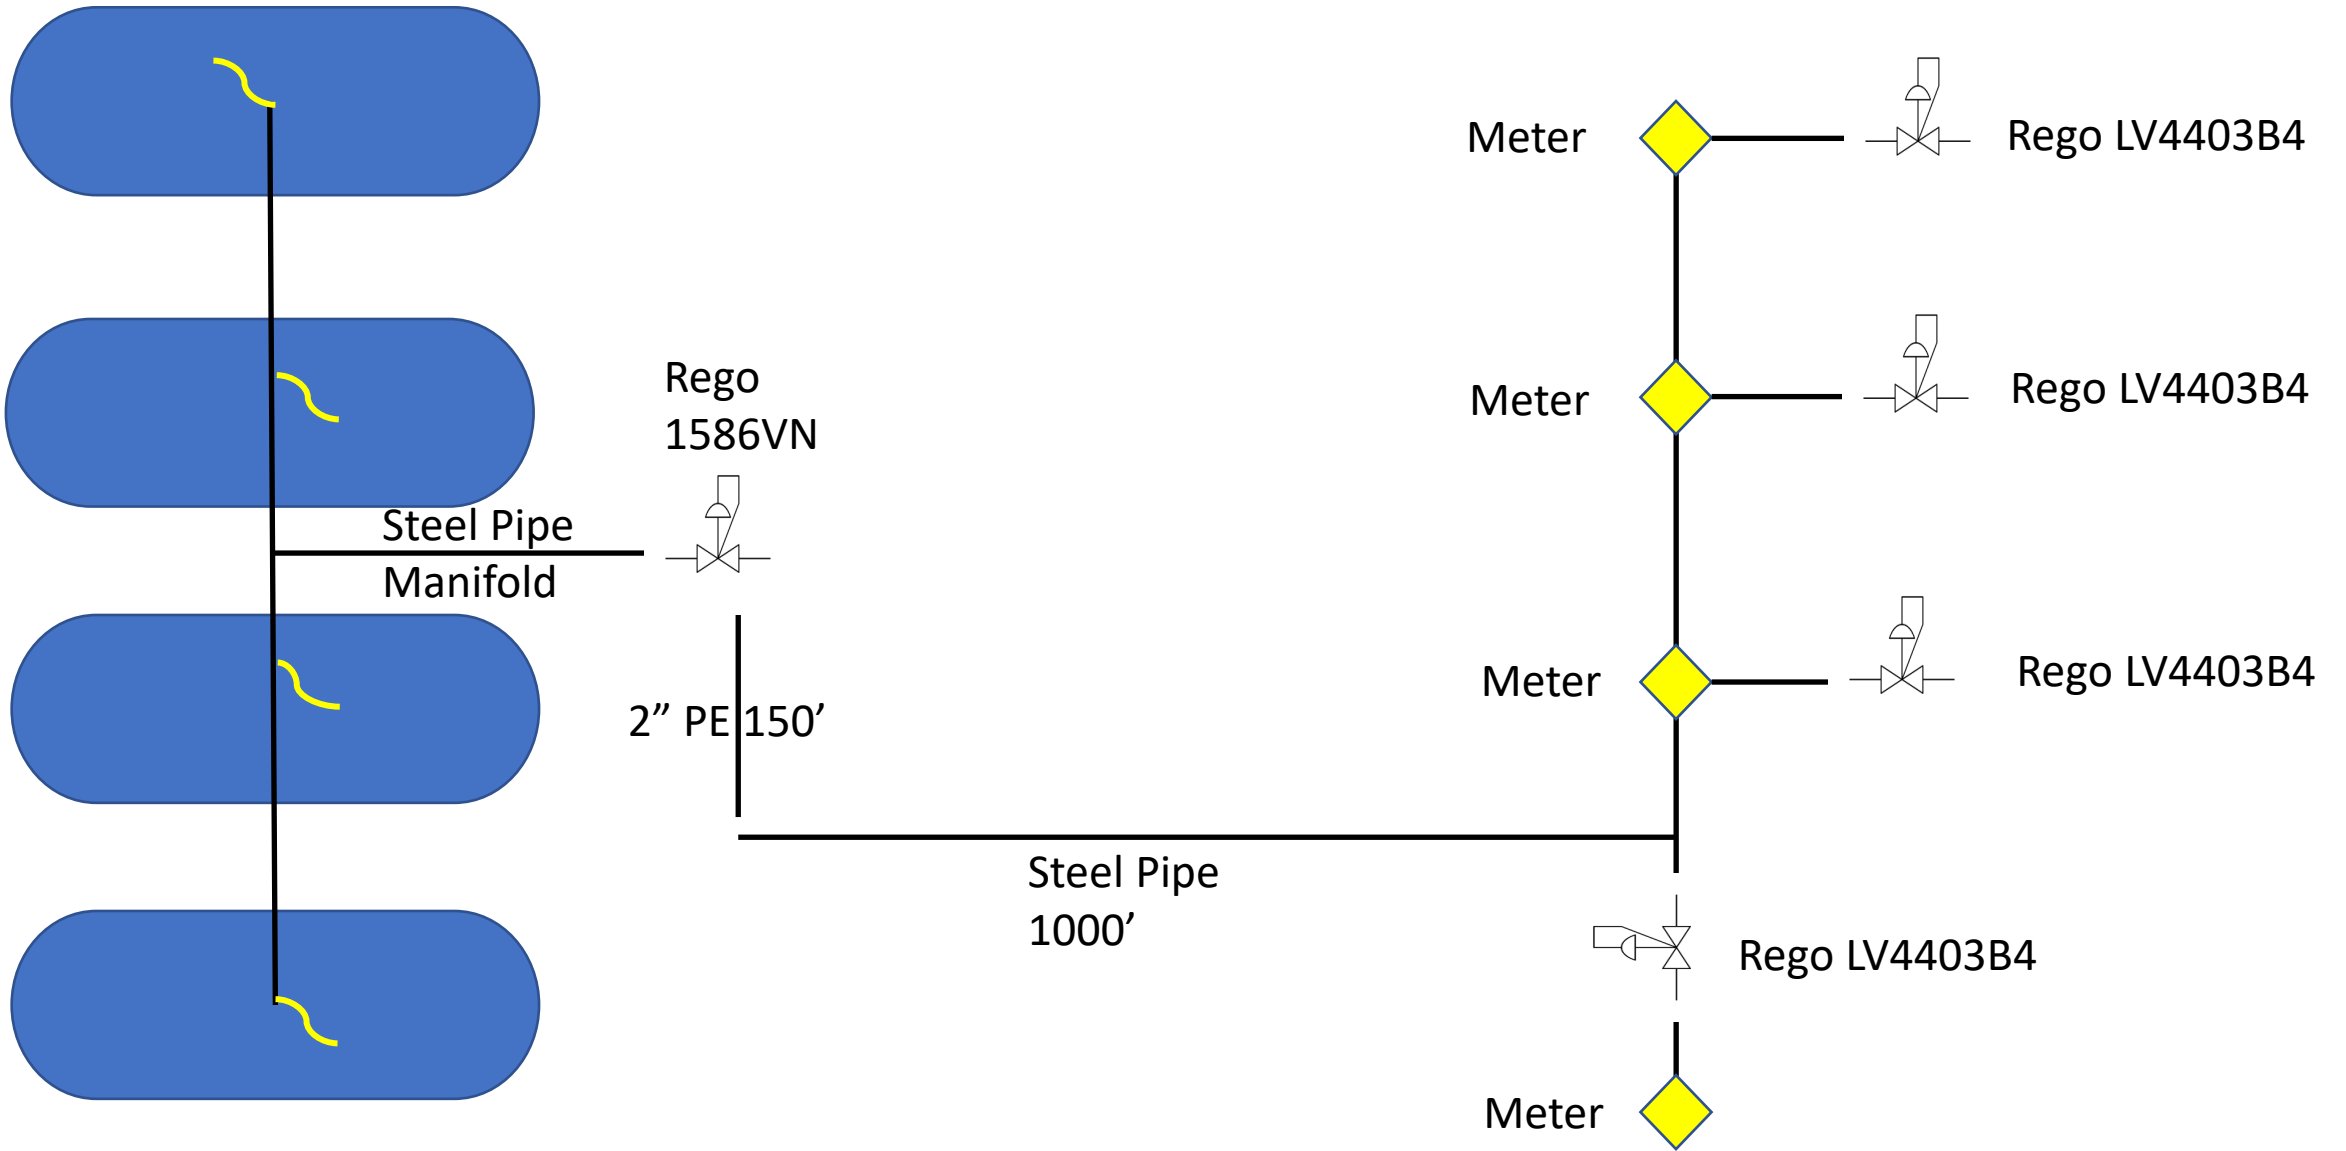 Meter
Rego LV4403B4
Meter
Rego LV4403B4
Rego
1586VN
Steel Pipe
Manifold
Meter
Rego LV4403B4
2” PE 150’
Steel Pipe
1000’
Rego LV4403B4
Meter